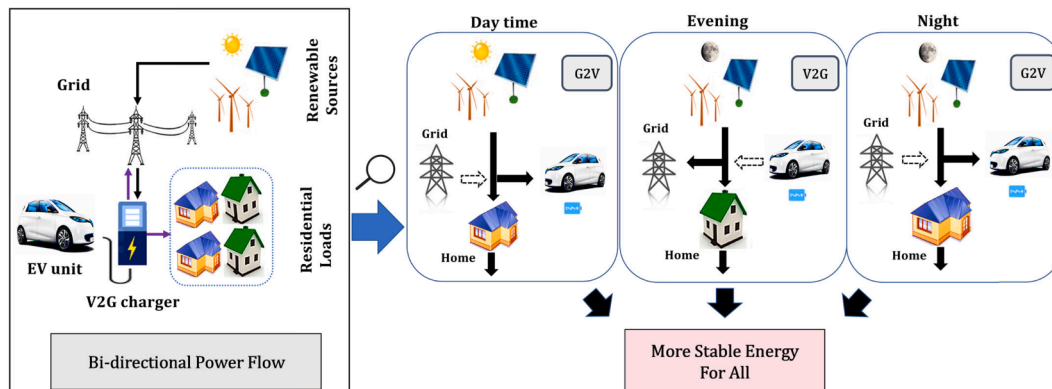 Grid
Renewable
Sources
EV unit
V2G charger
Residential
Loads
Bi-directional Power Flow
Day time
G2V
Grid
Home
Evening
V2G
Grid
Home
Night
G2V
Grid
Home
More Stable Energy
For All